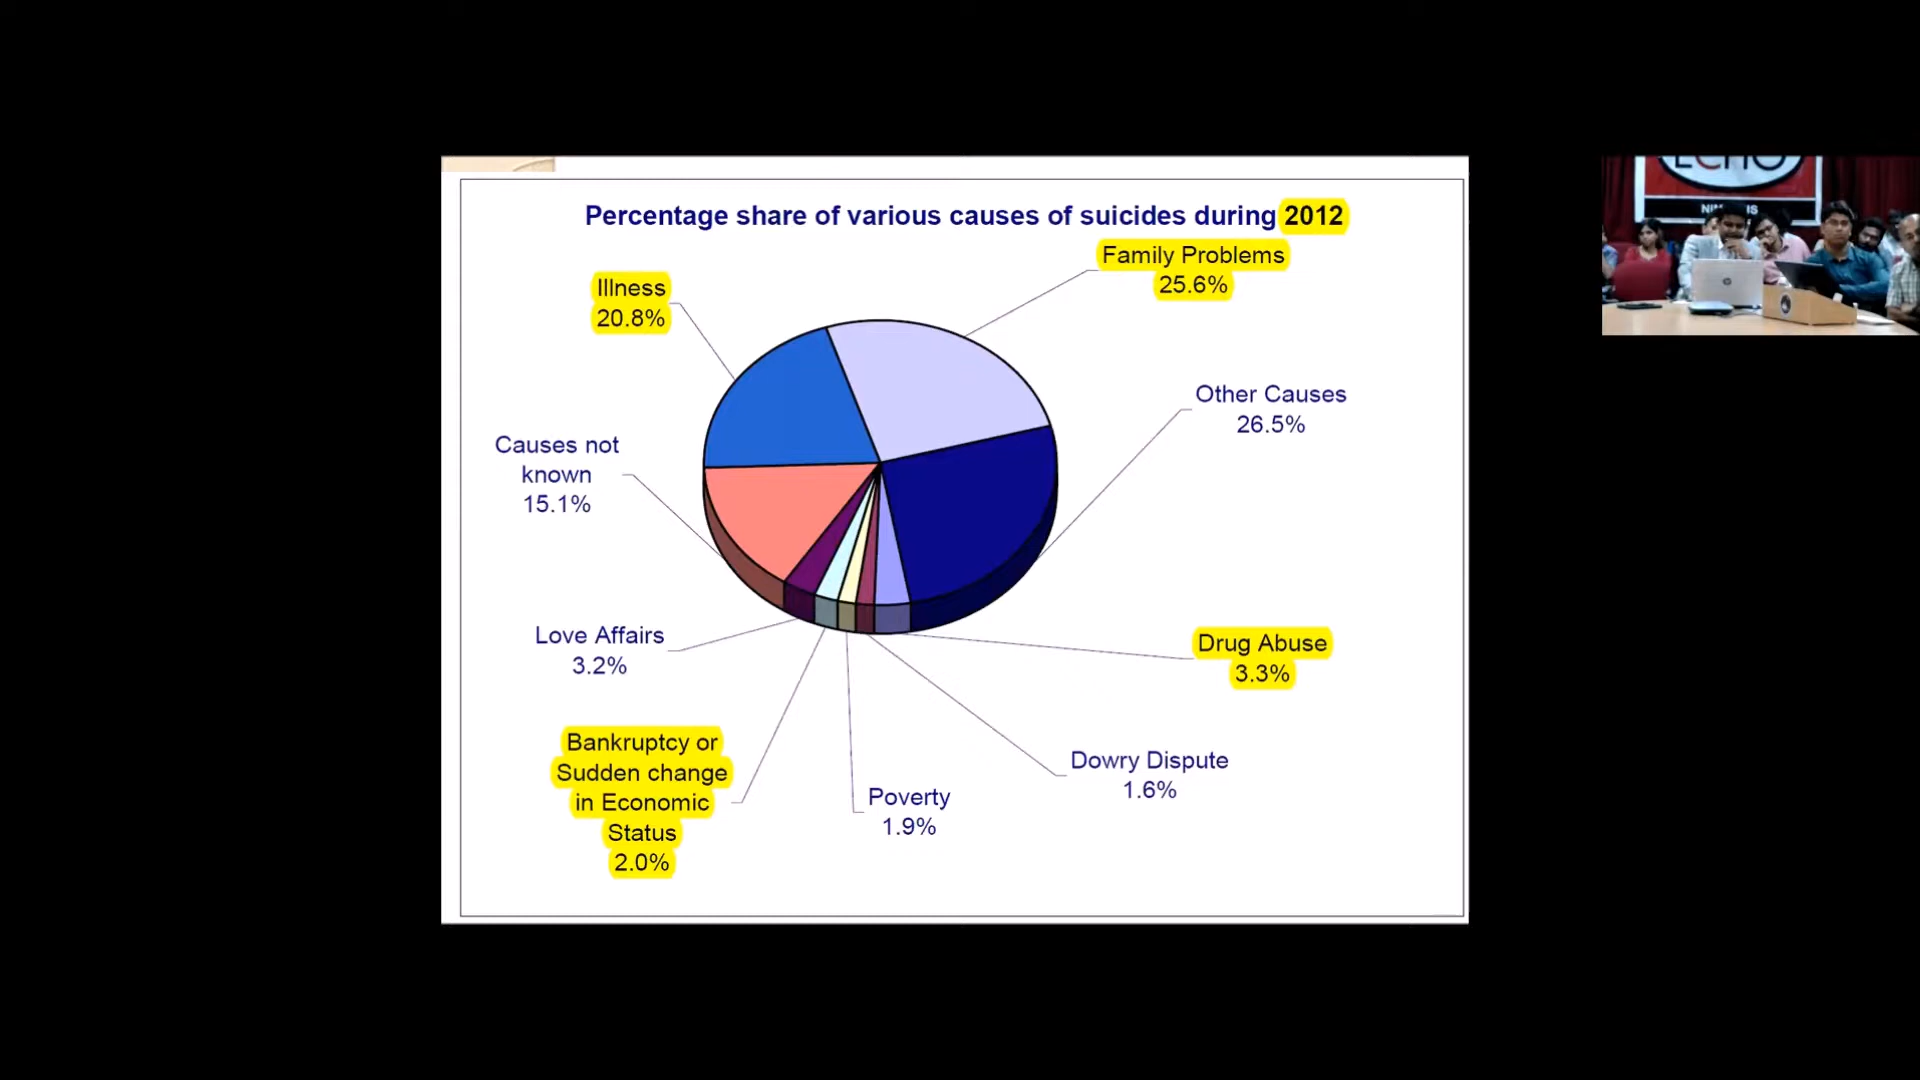 Percentage share of various causes of suicides during 2012
Family Problems
25.6%
Illness
20.8%
Other Causes
26.5%
Causes not
known
15.1%
Love Affairs
3.2%
Drug Abuse
3.3%
Bankruptcy or
Sudden change
in Economic
Status
2.0%
Dowry Dispute
1.6%
Poverty
1.9%
ECHO